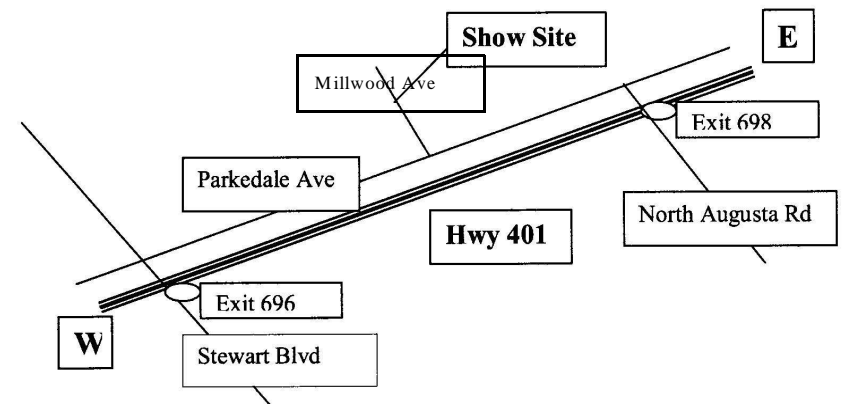 Show Site
E
Millwood Ave
Exit 698
Parkedale Ave
North Augusta Rd
Hwy 401
Exit 696
W
Stewart Blvd